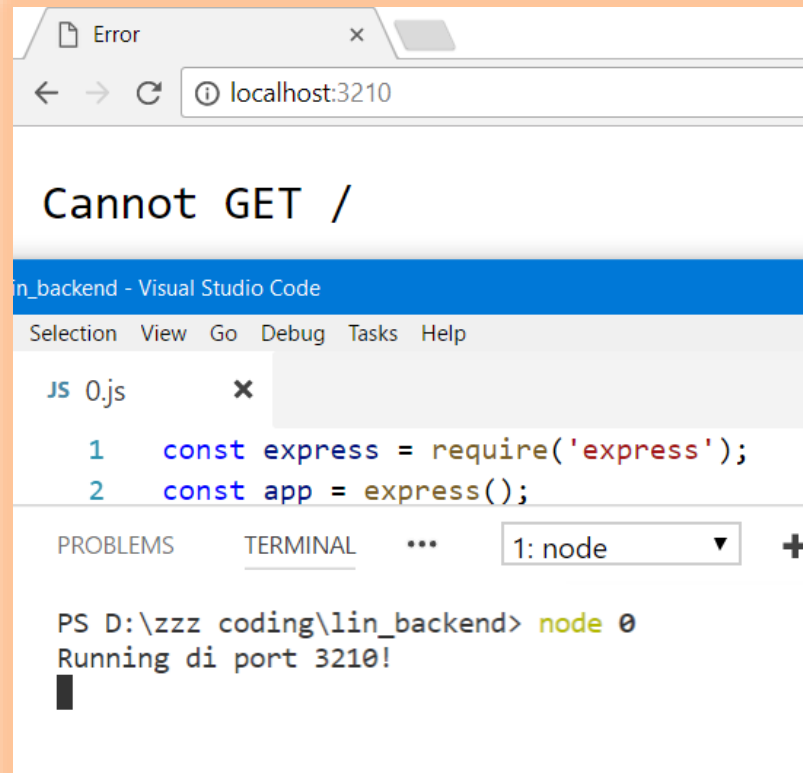 Error
localhost:3210
Cannot GET /
in_backend - Visual Studio Code
Selection View Go Debug Tasks Help
JS 0.js
1 const express = require('express');
2 const app = express();
PROBLEMS TERMINAL ••• 1: node
PS D:\zzz coding\lin_backend> node 0
Running di port 3210!